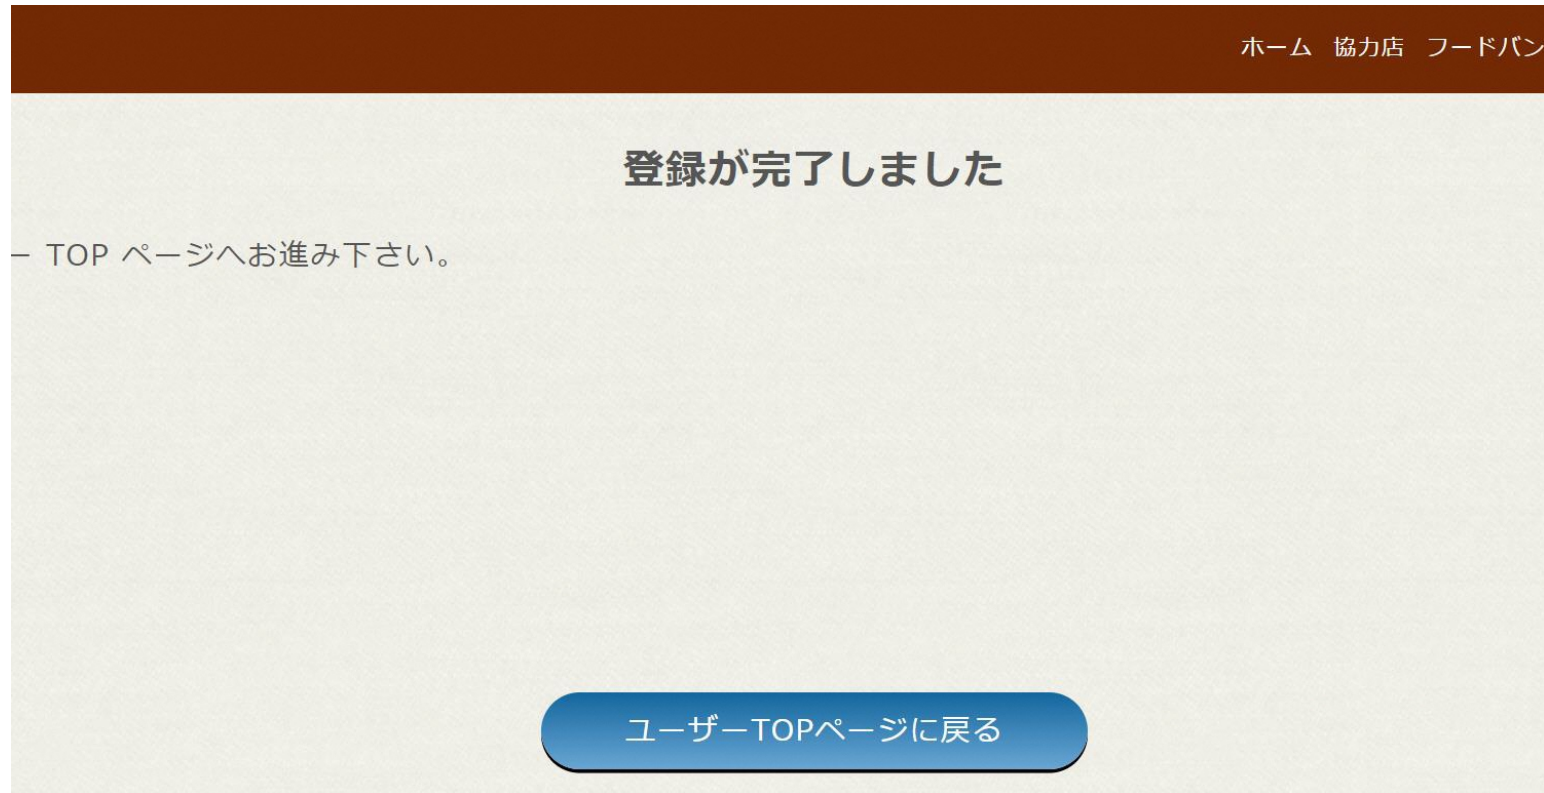 ホーム 協力店 フードバン
登録が完了しました
ー TOP ページへお進み下さい。
ユーザーTOPページに戻る